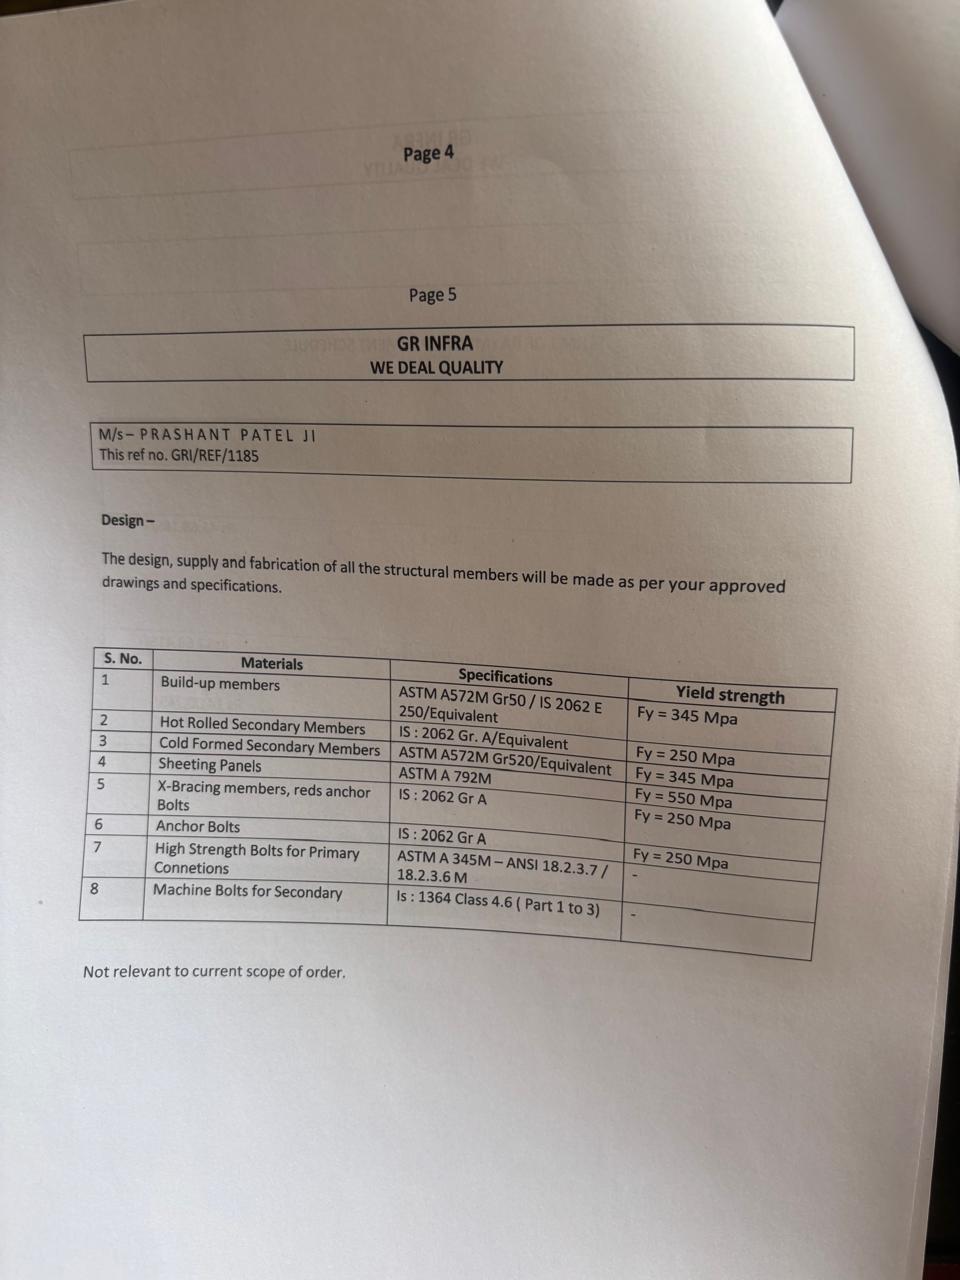 Page 4
Page 5
GR INFRA
WE DEAL QUALITY
M/s– PRASHANT PATEL JI
This ref no. GRI/REF/1185
Design –
The design, supply and fabrication of all the structural members will be made as per your approved
drawings and specifications.
S. No. Materials Specifications Yield strength
1 Build-up members ASTM A572M Gr50 / IS 2062 E Fy = 345 Mpa
250/Equivalent
2 Hot Rolled Secondary Members IS : 2062 Gr. A/Equivalent Fy = 250 Mpa
3 Cold Formed Secondary Members ASTM A572M Gr520/Equivalent Fy = 345 Mpa
4 Sheeting Panels ASTM A 792M Fy = 550 Mpa
5 X-Bracing members, reds anchor IS : 2062 Gr A Fy = 250 Mpa
Bolts
6 Anchor Bolts IS : 2062 Gr A Fy = 250 Mpa
7 High Strength Bolts for Primary ASTM A 345M – ANSI 18.2.3.7 / -
Connetions 18.2.3.6 M
8 Machine Bolts for Secondary Is : 1364 Class 4.6 ( Part 1 to 3) -
Not relevant to current scope of order.